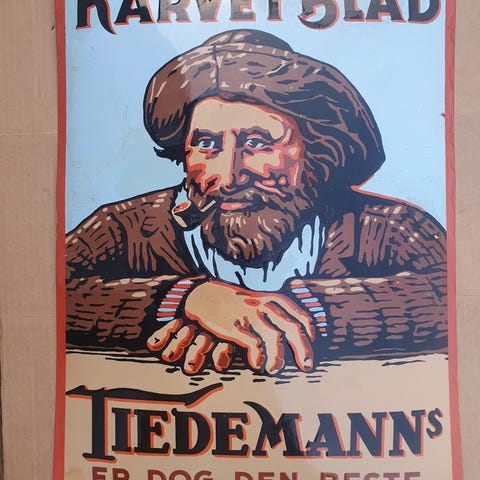 KARVET BLAD
TIEDEMANNS
ER DOG DEN BESTE